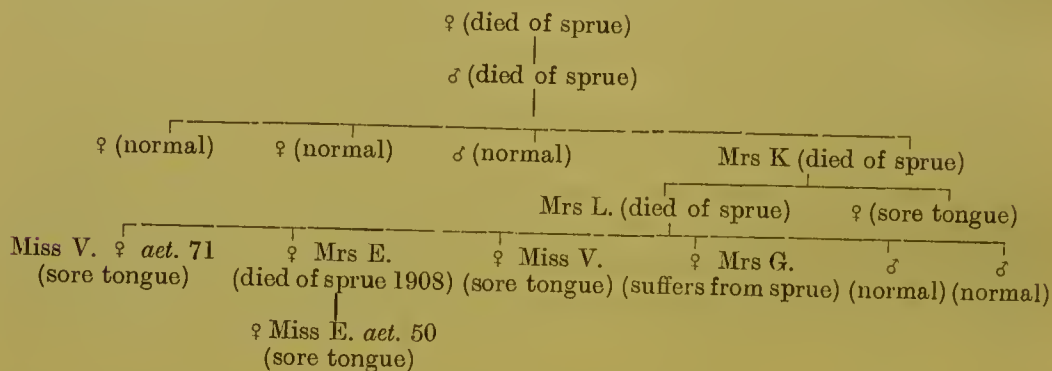 ♀ (died of sprue)
♂ (died of sprue)
♀ (normal) ♀ (normal) ♂ (normal) Mrs K (died of sprue)
Mrs L. (died of sprue) ♀ (sore tongue)
Miss V. ♀ aet. 71 ♀ Mrs E. ♀ Miss V. ♀ Mrs G. ♂ ♂
(sore tongue) (died of sprue 1908) (sore tongue) (suffers from sprue) (normal) (normal)
♀ Miss E. aet. 50
(sore tongue)